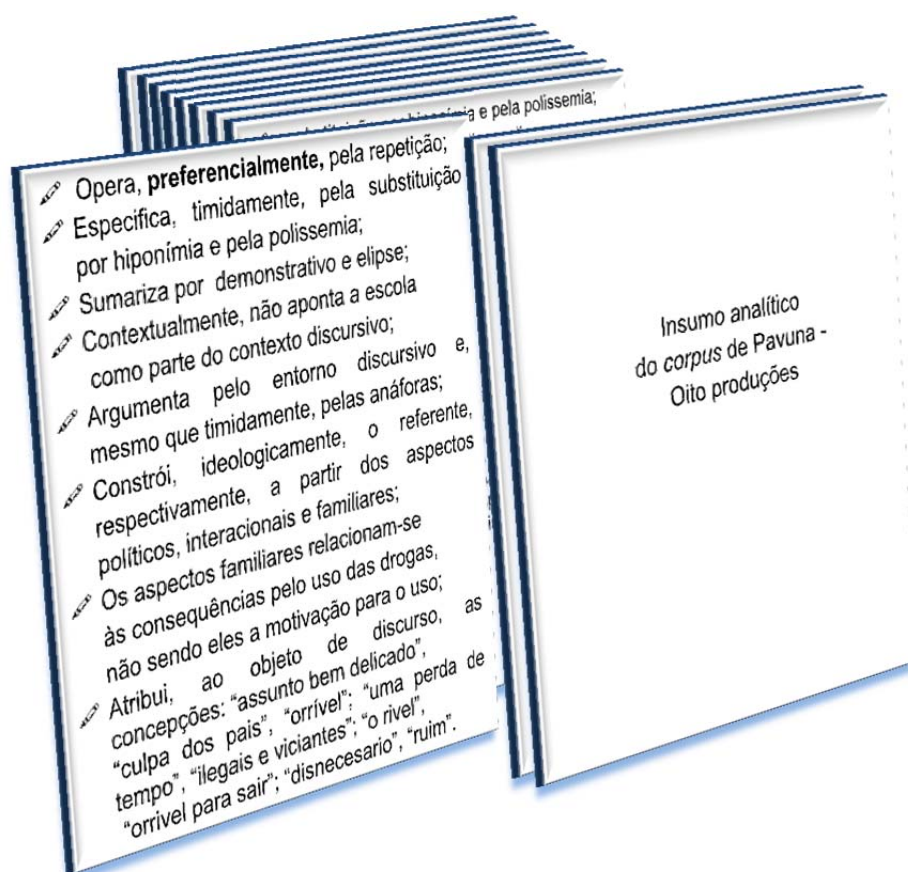 e pela polissemia;
Opera, preferencialmente, pela repetição;
Especifica, timidamente, pela substituição
por hiponímia e pela polissemia;
Sumariza por demonstrativo e elipse;
Contextualmente, não aponta a escola
como parte do contexto discursivo;
Argumenta pelo entorno discursivo e,
mesmo que timidamente, pelas anáforas;
Constrói, ideologicamente, o referente,
respectivamente, a partir dos aspectos
políticos, interacionais e familiares;
Os aspectos familiares relacionam-se
às consequências pelo uso das drogas,
não sendo eles a motivação para o uso;
Atribui, ao objeto de discurso, as
concepções: “assunto bem delicado”,
“culpa dos pais”, “orrível”; “uma perda de
tempo”, “ilegais e viciantes”; “o rivel”,
“orrivel para sair”; “disnecesario”, “ruim”.
Insumo analítico
do corpus de Pavuna -
Oito produções